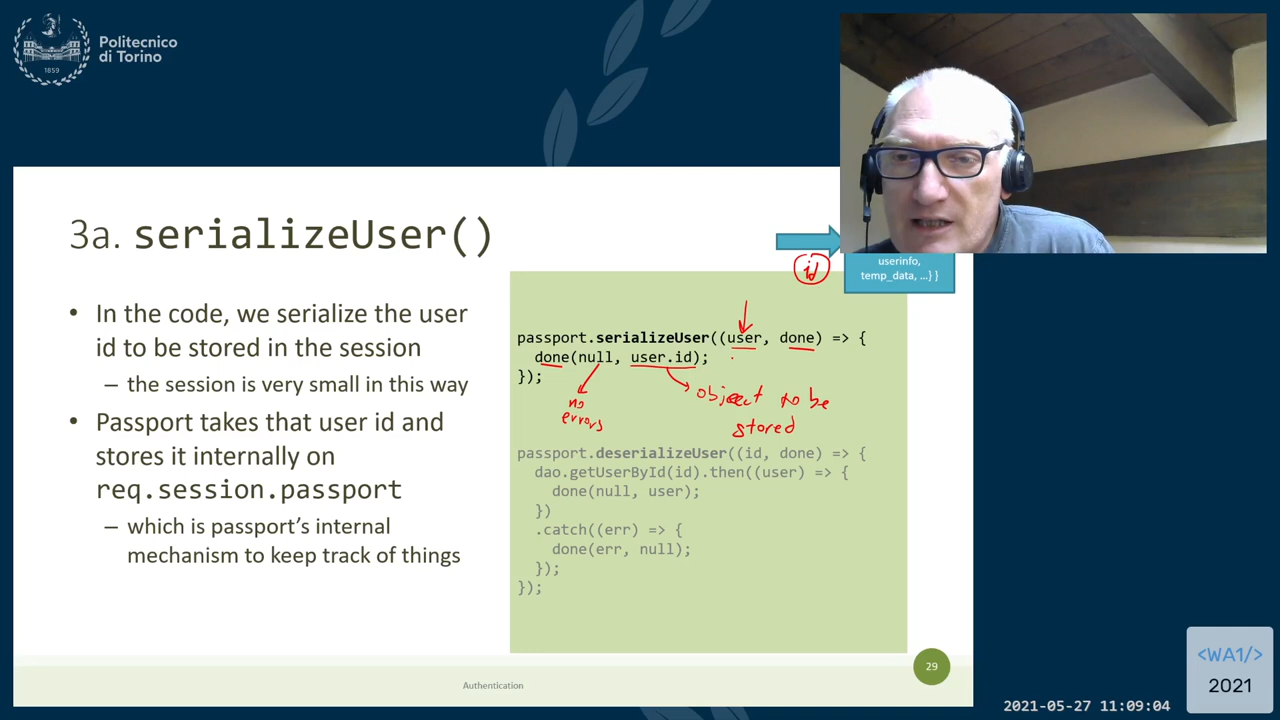 Politecnico
di Torino
1859
3a. serializeUser()
id
userinfo,
temp_data, ...} }
• In the code, we serialize the user
id to be stored in the session
– the session is very small in this way
• Passport takes that user id and
stores it internally on
req.session.passport
– which is passport’s internal
mechanism to keep track of things
passport.serializeUser((user, done) => {
done(null, user.id);
});
no
errors
object to be
stored
passport.deserializeUser((id, done) => {
dao.getUserById(id).then((user) => {
done(null, user);
})
.catch((err) => {
done(err, null);
});
});
Authentication
29
<WA1/>
2021
2021-05-27 11:09:04